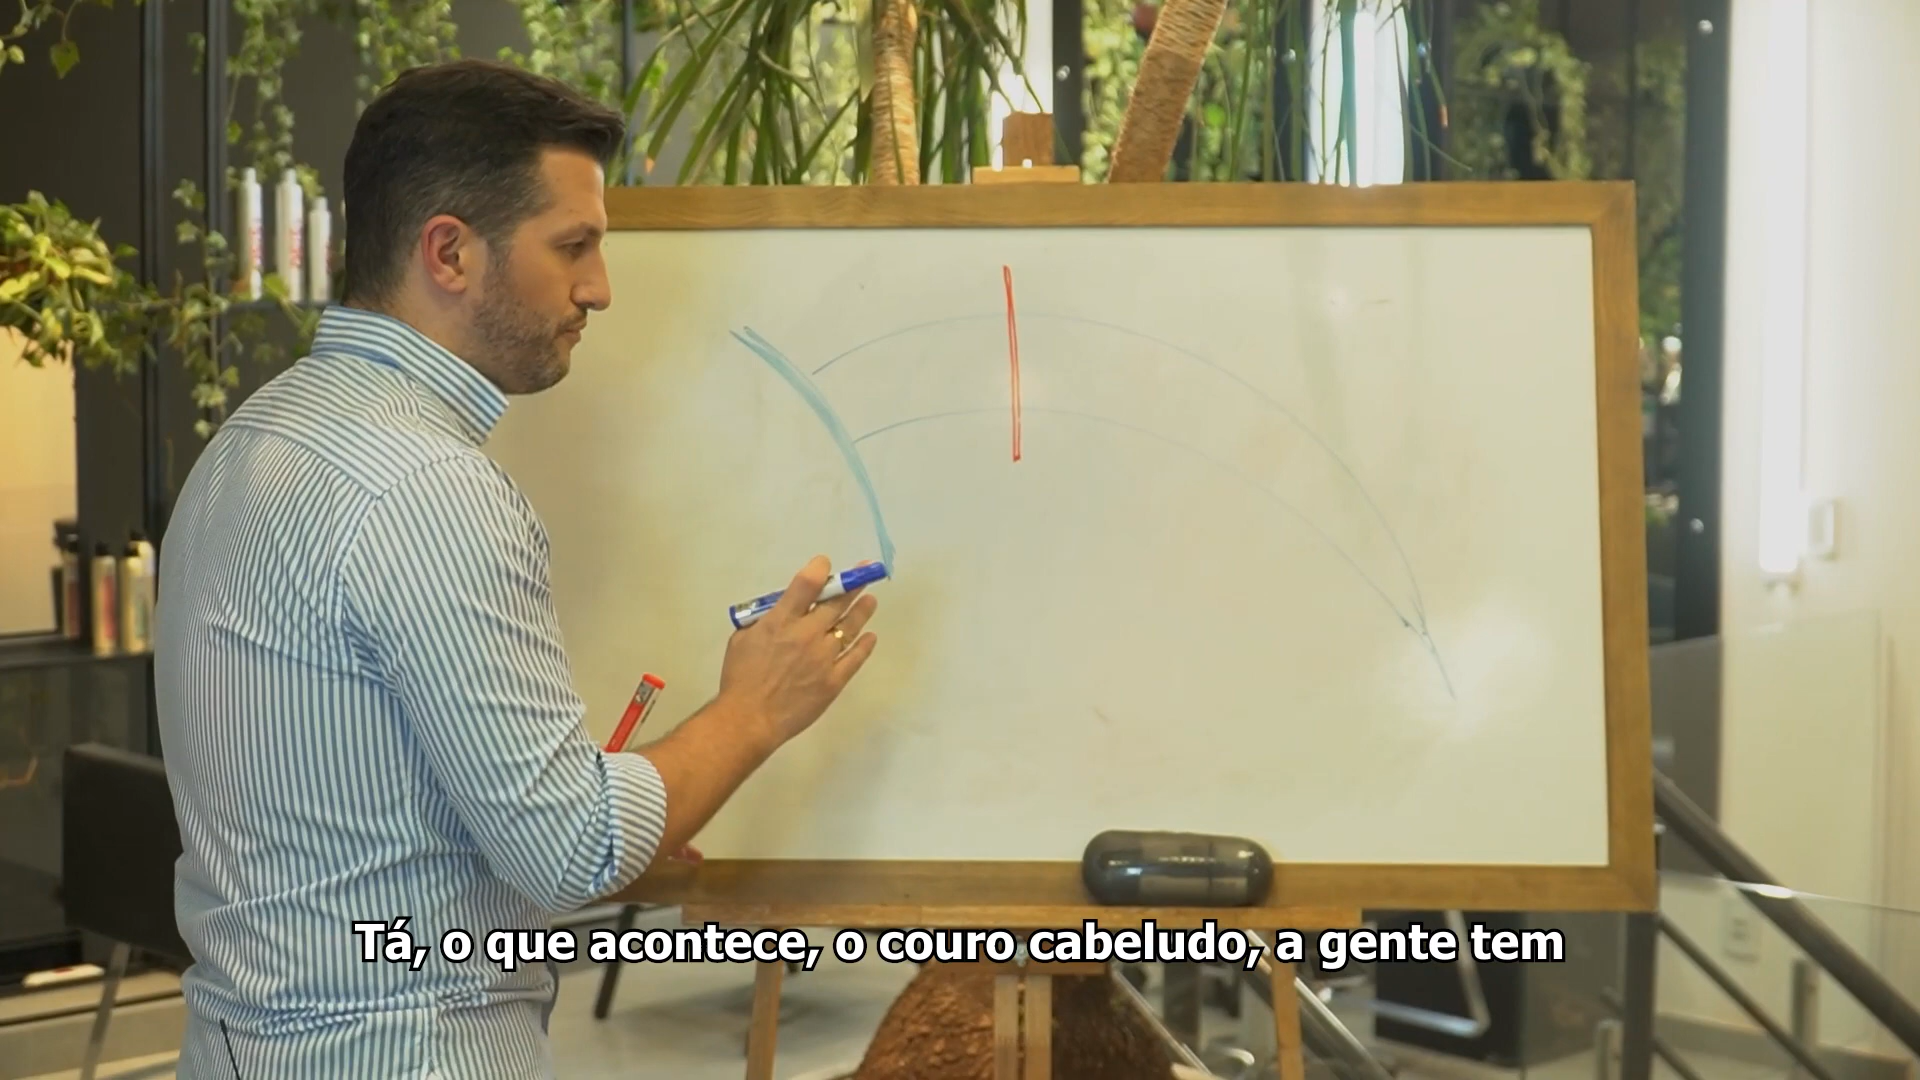 Tá, o que acontece, o couro cabeludo, a gente tem